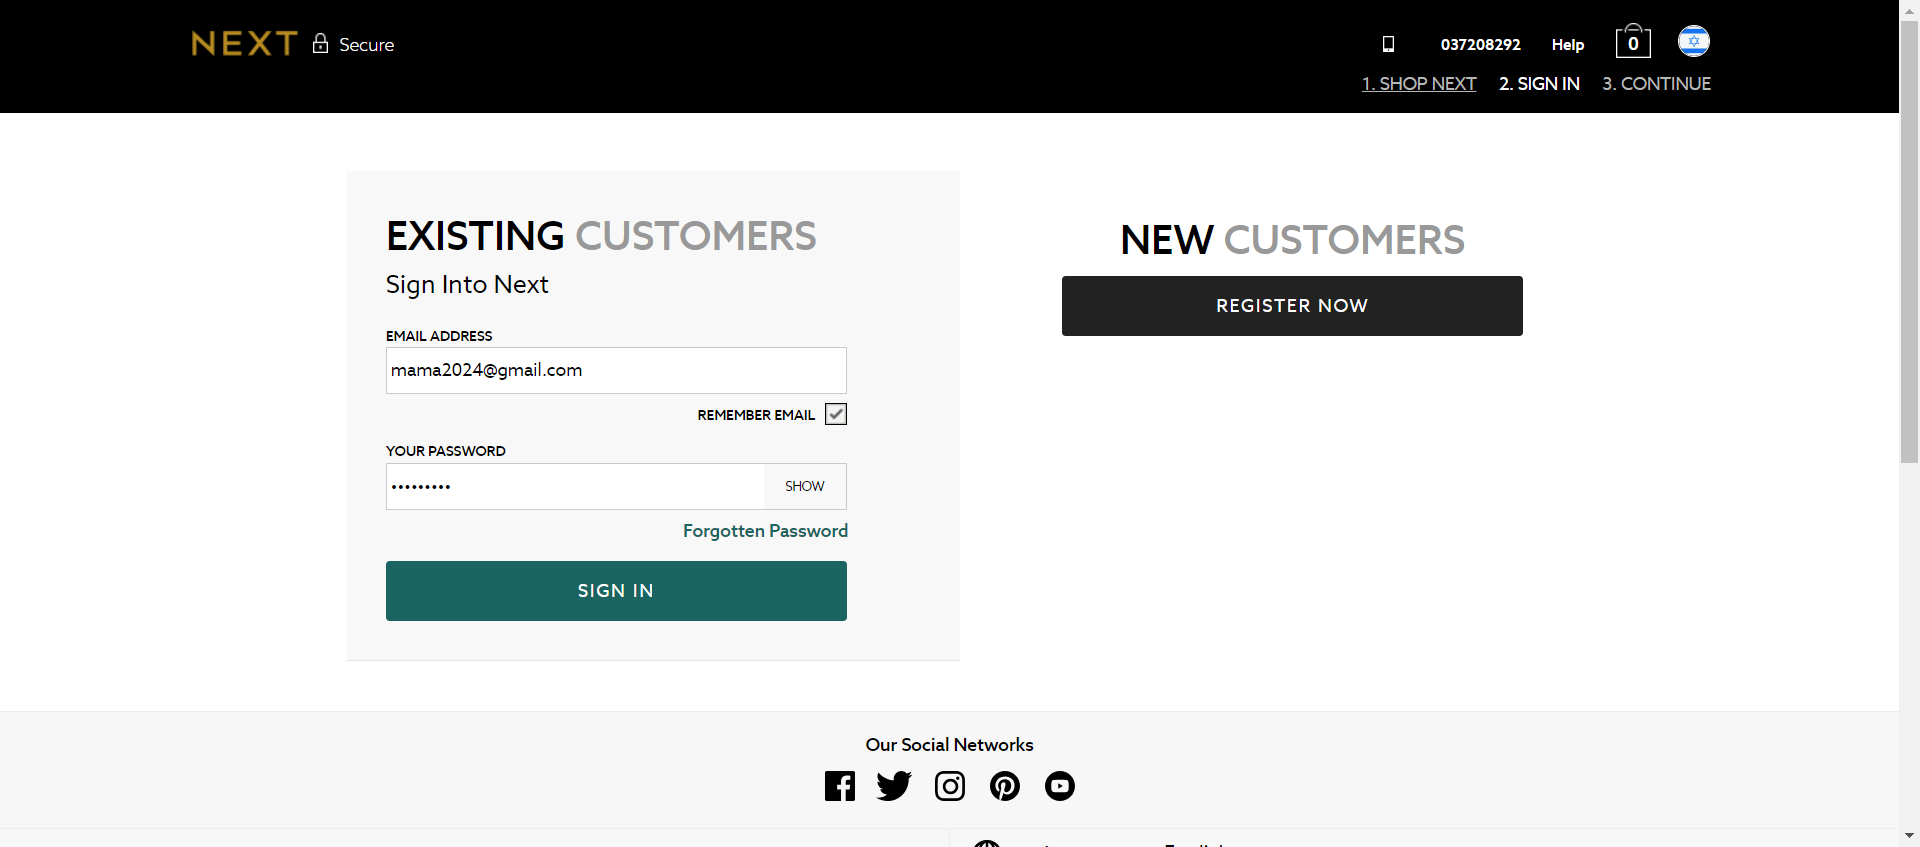 NEXT Secure
037208292 Help 0
1. SHOP NEXT 2. SIGN IN 3. CONTINUE
EXISTING CUSTOMERS
Sign Into Next
EMAIL ADDRESS
mama2024@gmail.com
REMEMBER EMAIL
YOUR PASSWORD
••••••••• SHOW
Forgotten Password
SIGN IN
NEW CUSTOMERS
REGISTER NOW
Our Social Networks